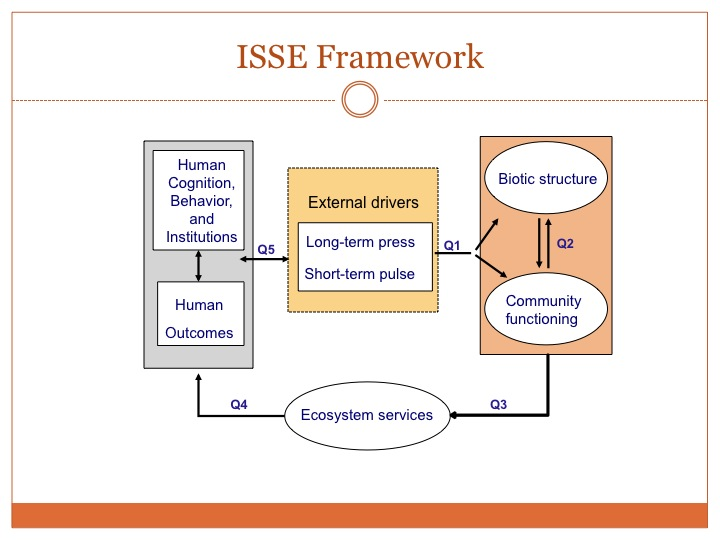 ISSE Framework
Human
Cognition,
Behavior,
and
Institutions
Human
Outcomes
Q5
External drivers
Long-term press
Short-term pulse
Q1
Biotic structure
Q2
Community
functioning
Q4
Ecosystem services
Q3